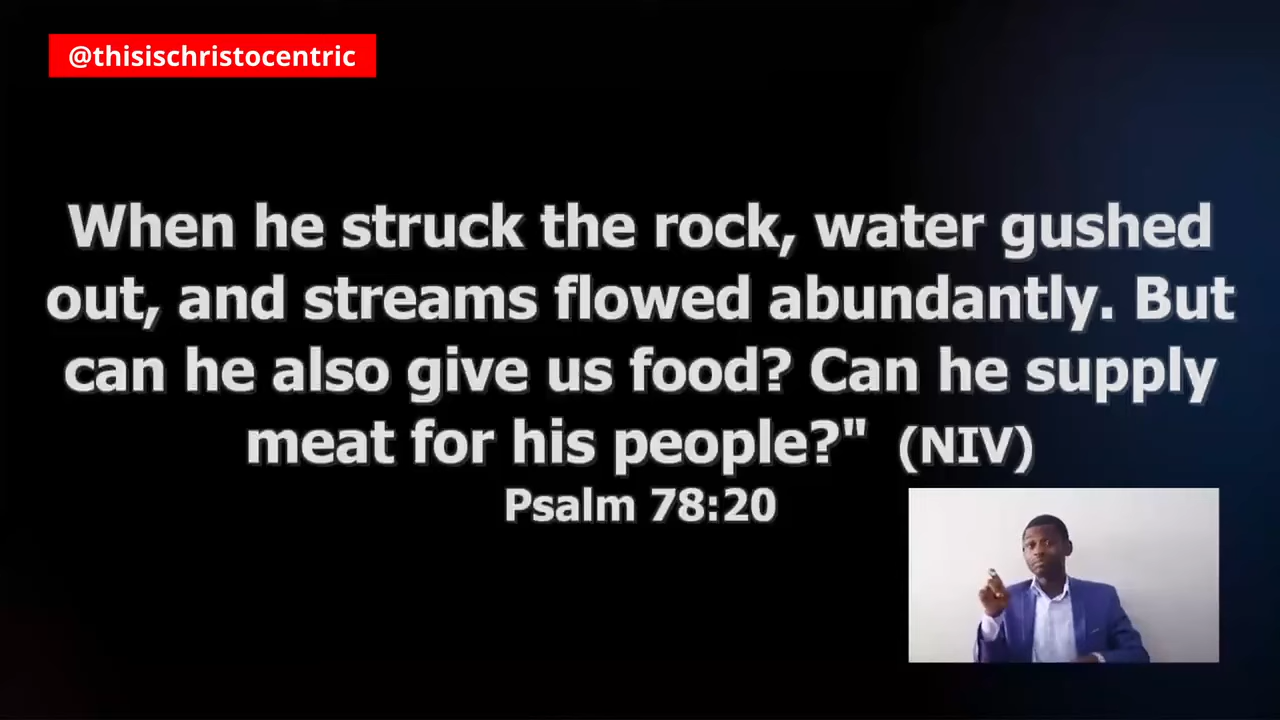 @thisischristocentric
When he struck the rock, water gushed
out, and streams flowed abundantly. But
can he also give us food? Can he supply
meat for his people?" (NIV)
Psalm 78:20